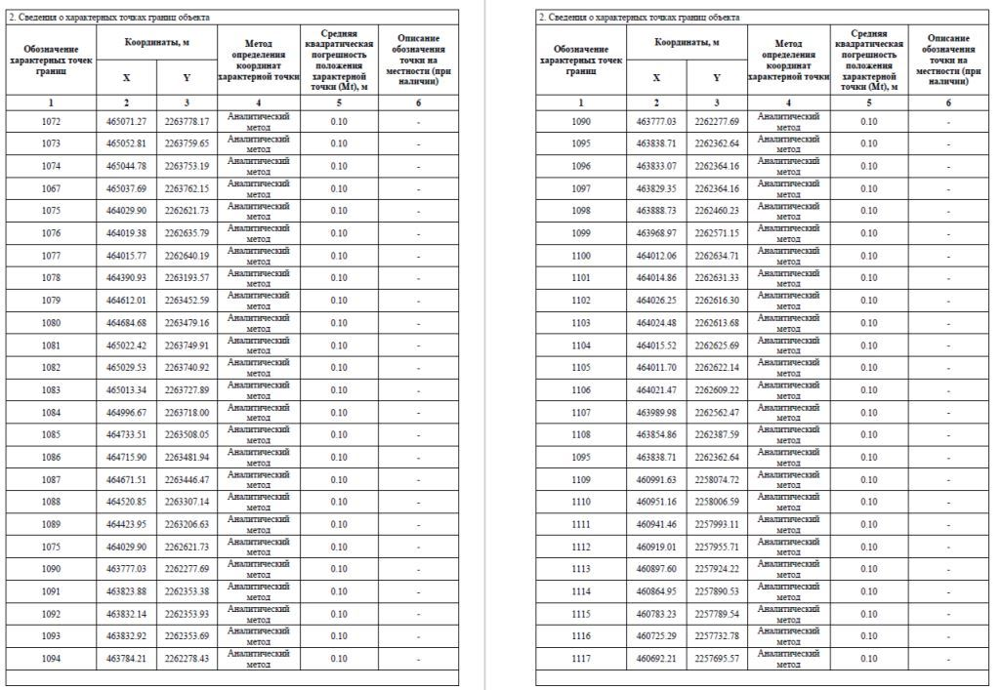 2. Сведения о характерных точках границ объекта
Обозначение характерных точек границ | Координаты, м | Метод определения координат характерной точки | Средняя квадратическая погрешность положения характерной точки (Mt), м | Описание обозначения точки на местности (при наличии)
X | Y
1 | 2 | 3 | 4 | 5 | 6
1072 | 465071.27 | 2263778.17 | Аналитический метод | 0.10 | -
1073 | 465052.81 | 2263759.65 | Аналитический метод | 0.10 | -
1074 | 465044.78 | 2263753.19 | Аналитический метод | 0.10 | -
1067 | 465037.69 | 2263762.15 | Аналитический метод | 0.10 | -
1075 | 464029.90 | 2262621.73 | Аналитический метод | 0.10 | -
1076 | 464019.38 | 2262635.79 | Аналитический метод | 0.10 | -
1077 | 464015.77 | 2262640.19 | Аналитический метод | 0.10 | -
1078 | 464390.93 | 2263193.57 | Аналитический метод | 0.10 | -
1079 | 464612.01 | 2263452.59 | Аналитический метод | 0.10 | -
1080 | 464684.68 | 2263479.16 | Аналитический метод | 0.10 | -
1081 | 465022.42 | 2263749.91 | Аналитический метод | 0.10 | -
1082 | 465029.53 | 2263740.92 | Аналитический метод | 0.10 | -
1083 | 465013.34 | 2263727.89 | Аналитический метод | 0.10 | -
1084 | 464996.67 | 2263718.00 | Аналитический метод | 0.10 | -
1085 | 464733.51 | 2263508.05 | Аналитический метод | 0.10 | -
1086 | 464715.90 | 2263481.94 | Аналитический метод | 0.10 | -
1087 | 464671.51 | 2263446.47 | Аналитический метод | 0.10 | -
1088 | 464520.85 | 2263307.14 | Аналитический метод | 0.10 | -
1089 | 464423.95 | 2263206.63 | Аналитический метод | 0.10 | -
1075 | 464029.90 | 2262621.73 | Аналитический метод | 0.10 | -
1090 | 463777.03 | 2262277.69 | Аналитический метод | 0.10 | -
1091 | 463823.88 | 2262353.38 | Аналитический метод | 0.10 | -
1092 | 463832.14 | 2262353.93 | Аналитический метод | 0.10 | -
1093 | 463832.92 | 2262353.69 | Аналитический метод | 0.10 | -
1094 | 463784.21 | 2262278.43 | Аналитический метод | 0.10 | -
2. Сведения о характерных точках границ объекта
Обозначение характерных точек границ | Координаты, м | Метод определения координат характерной точки | Средняя квадратическая погрешность положения характерной точки (Mt), м | Описание обозначения точки на местности (при наличии)
X | Y
1 | 2 | 3 | 4 | 5 | 6
1090 | 463777.03 | 2262277.69 | Аналитический метод | 0.10 | -
1095 | 463838.71 | 2262362.64 | Аналитический метод | 0.10 | -
1096 | 463833.07 | 2262364.16 | Аналитический метод | 0.10 | -
1097 | 463829.35 | 2262364.16 | Аналитический метод | 0.10 | -
1098 | 463888.73 | 2262460.23 | Аналитический метод | 0.10 | -
1099 | 463968.97 | 2262571.15 | Аналитический метод | 0.10 | -
1100 | 464012.06 | 2262634.71 | Аналитический метод | 0.10 | -
1101 | 464014.86 | 2262631.33 | Аналитический метод | 0.10 | -
1102 | 464026.25 | 2262616.30 | Аналитический метод | 0.10 | -
1103 | 464024.48 | 2262613.68 | Аналитический метод | 0.10 | -
1104 | 464015.52 | 2262625.69 | Аналитический метод | 0.10 | -
1105 | 464011.70 | 2262622.14 | Аналитический метод | 0.10 | -
1106 | 464021.47 | 2262609.22 | Аналитический метод | 0.10 | -
1107 | 463989.98 | 2262562.47 | Аналитический метод | 0.10 | -
1108 | 463854.86 | 2262387.59 | Аналитический метод | 0.10 | -
1095 | 463838.71 | 2262362.64 | Аналитический метод | 0.10 | -
1109 | 460991.63 | 2258074.72 | Аналитический метод | 0.10 | -
1110 | 460951.16 | 2258006.59 | Аналитический метод | 0.10 | -
1111 | 460941.46 | 2257993.11 | Аналитический метод | 0.10 | -
1112 | 460919.01 | 2257955.71 | Аналитический метод | 0.10 | -
1113 | 460897.60 | 2257924.22 | Аналитический метод | 0.10 | -
1114 | 460864.95 | 2257890.53 | Аналитический метод | 0.10 | -
1115 | 460783.23 | 2257789.54 | Аналитический метод | 0.10 | -
1116 | 460725.29 | 2257732.78 | Аналитический метод | 0.10 | -
1117 | 460692.21 | 2257695.57 | Аналитический метод | 0.10 | -